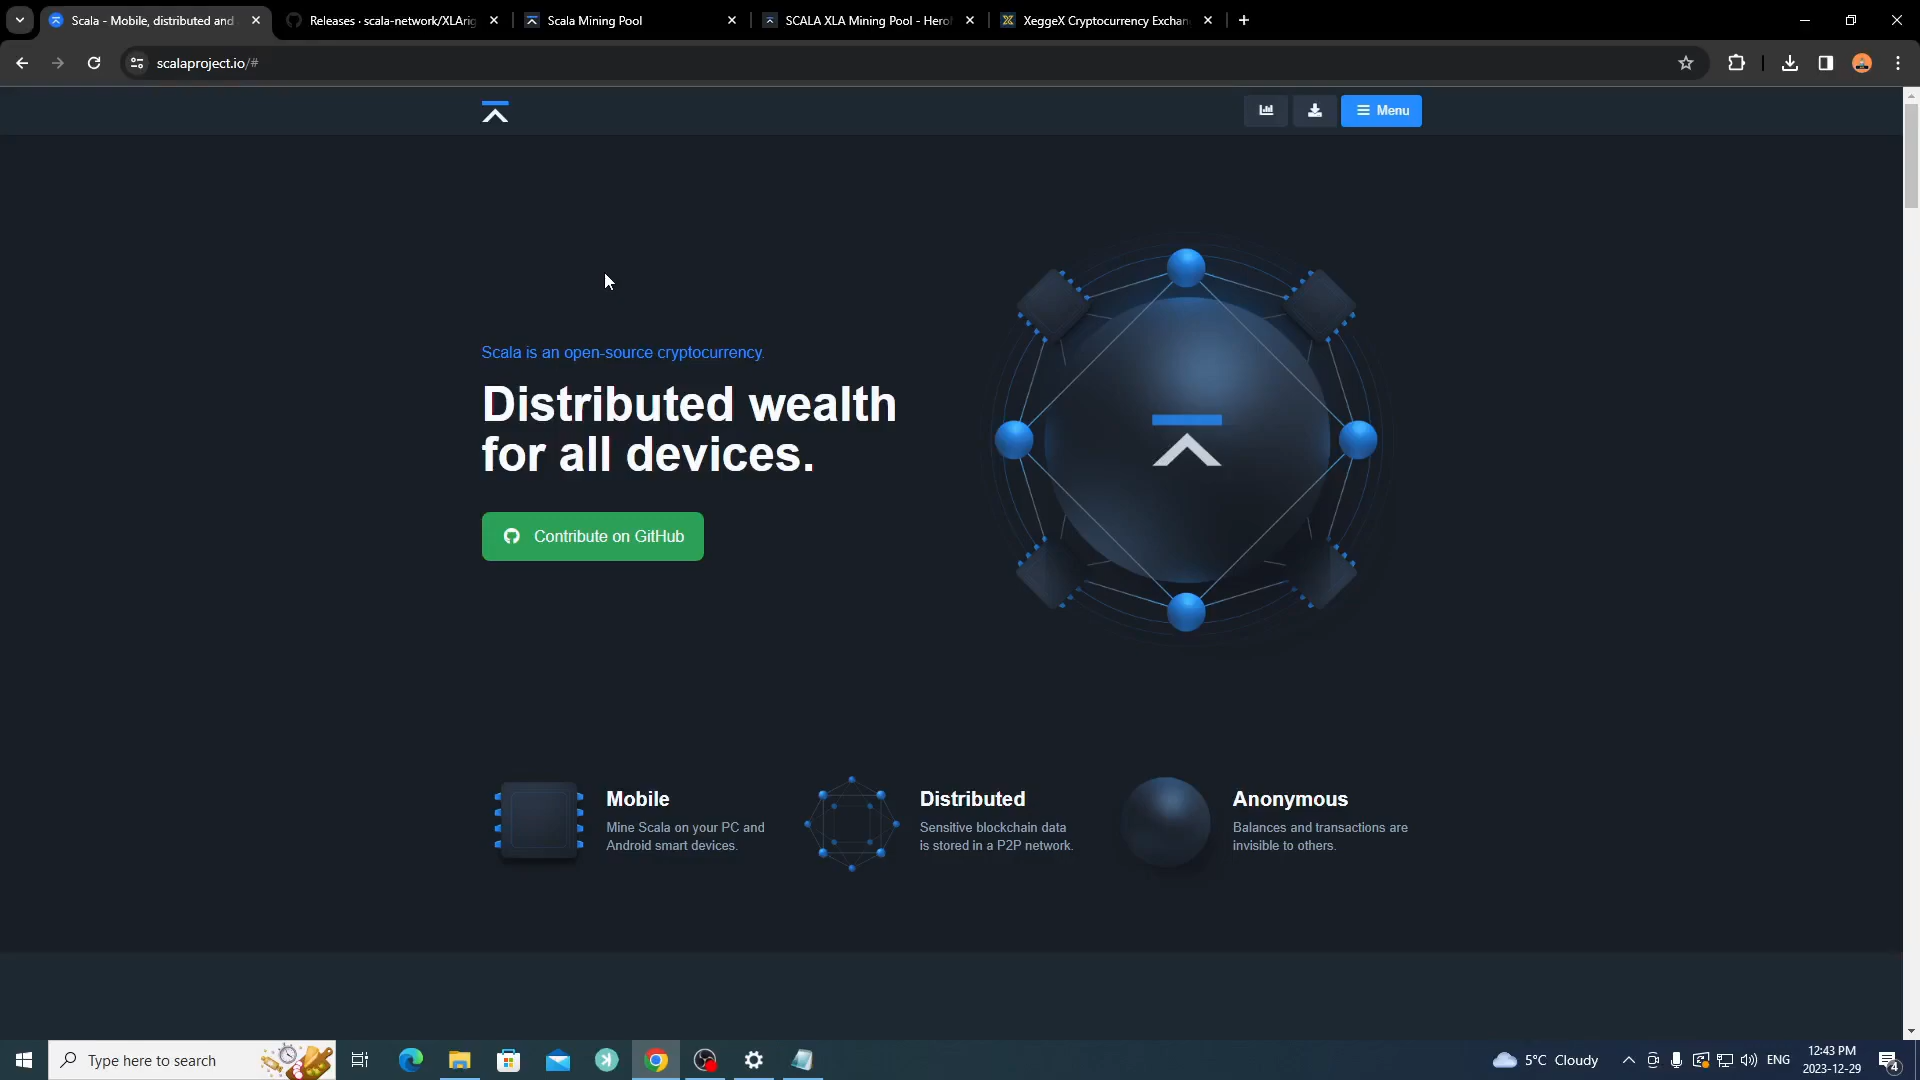 Scala - Mobile, distributed and
Releases · scala-network/XLArig
Scala Mining Pool
SCALA XLA Mining Pool - HeroM
XeggeX Cryptocurrency Exchan
scalaproject.io/#
Menu
Scala is an open-source cryptocurrency.
Distributed wealth
for all devices.
Contribute on GitHub
Mobile
Mine Scala on your PC and
Android smart devices.
Distributed
Sensitive blockchain data
is stored in a P2P network.
Anonymous
Balances and transactions are
invisible to others.
Type here to search
5°C Cloudy
ENG
12:43 PM
2023-12-29
4